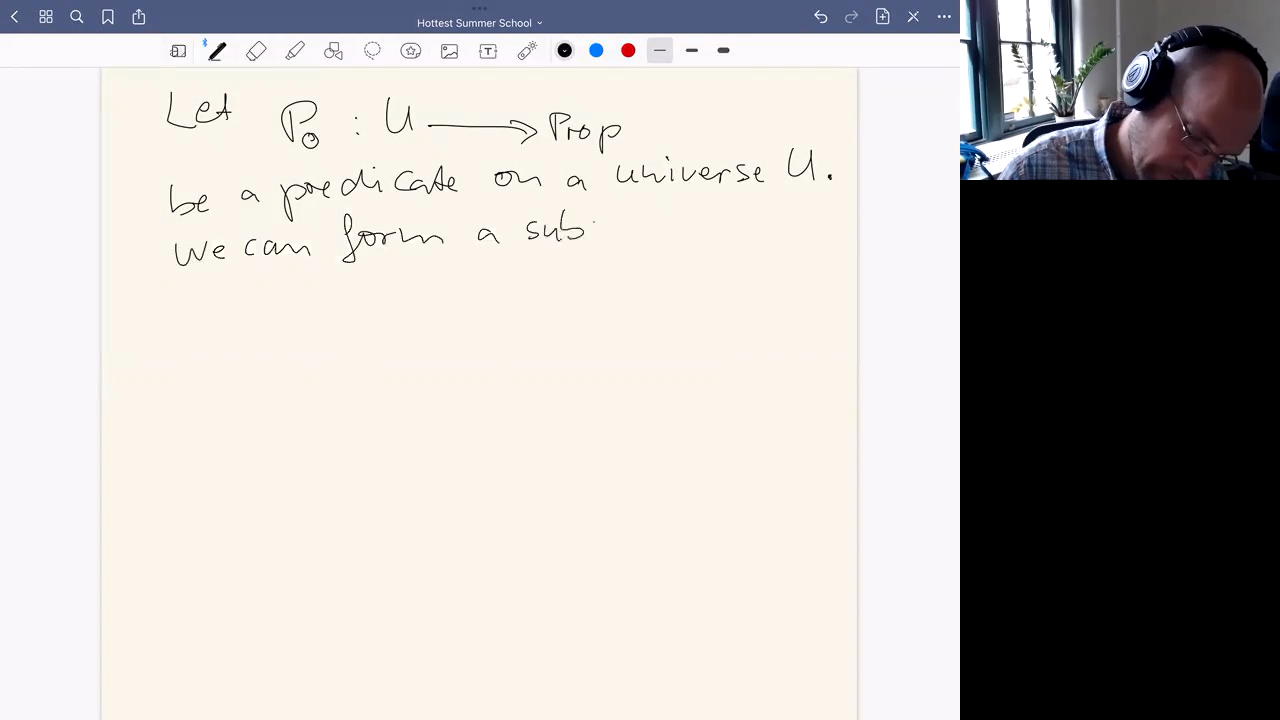 Hottest Summer School
Let P₀ : U → Prop
be a predicate on a universe U.
We can form a sub